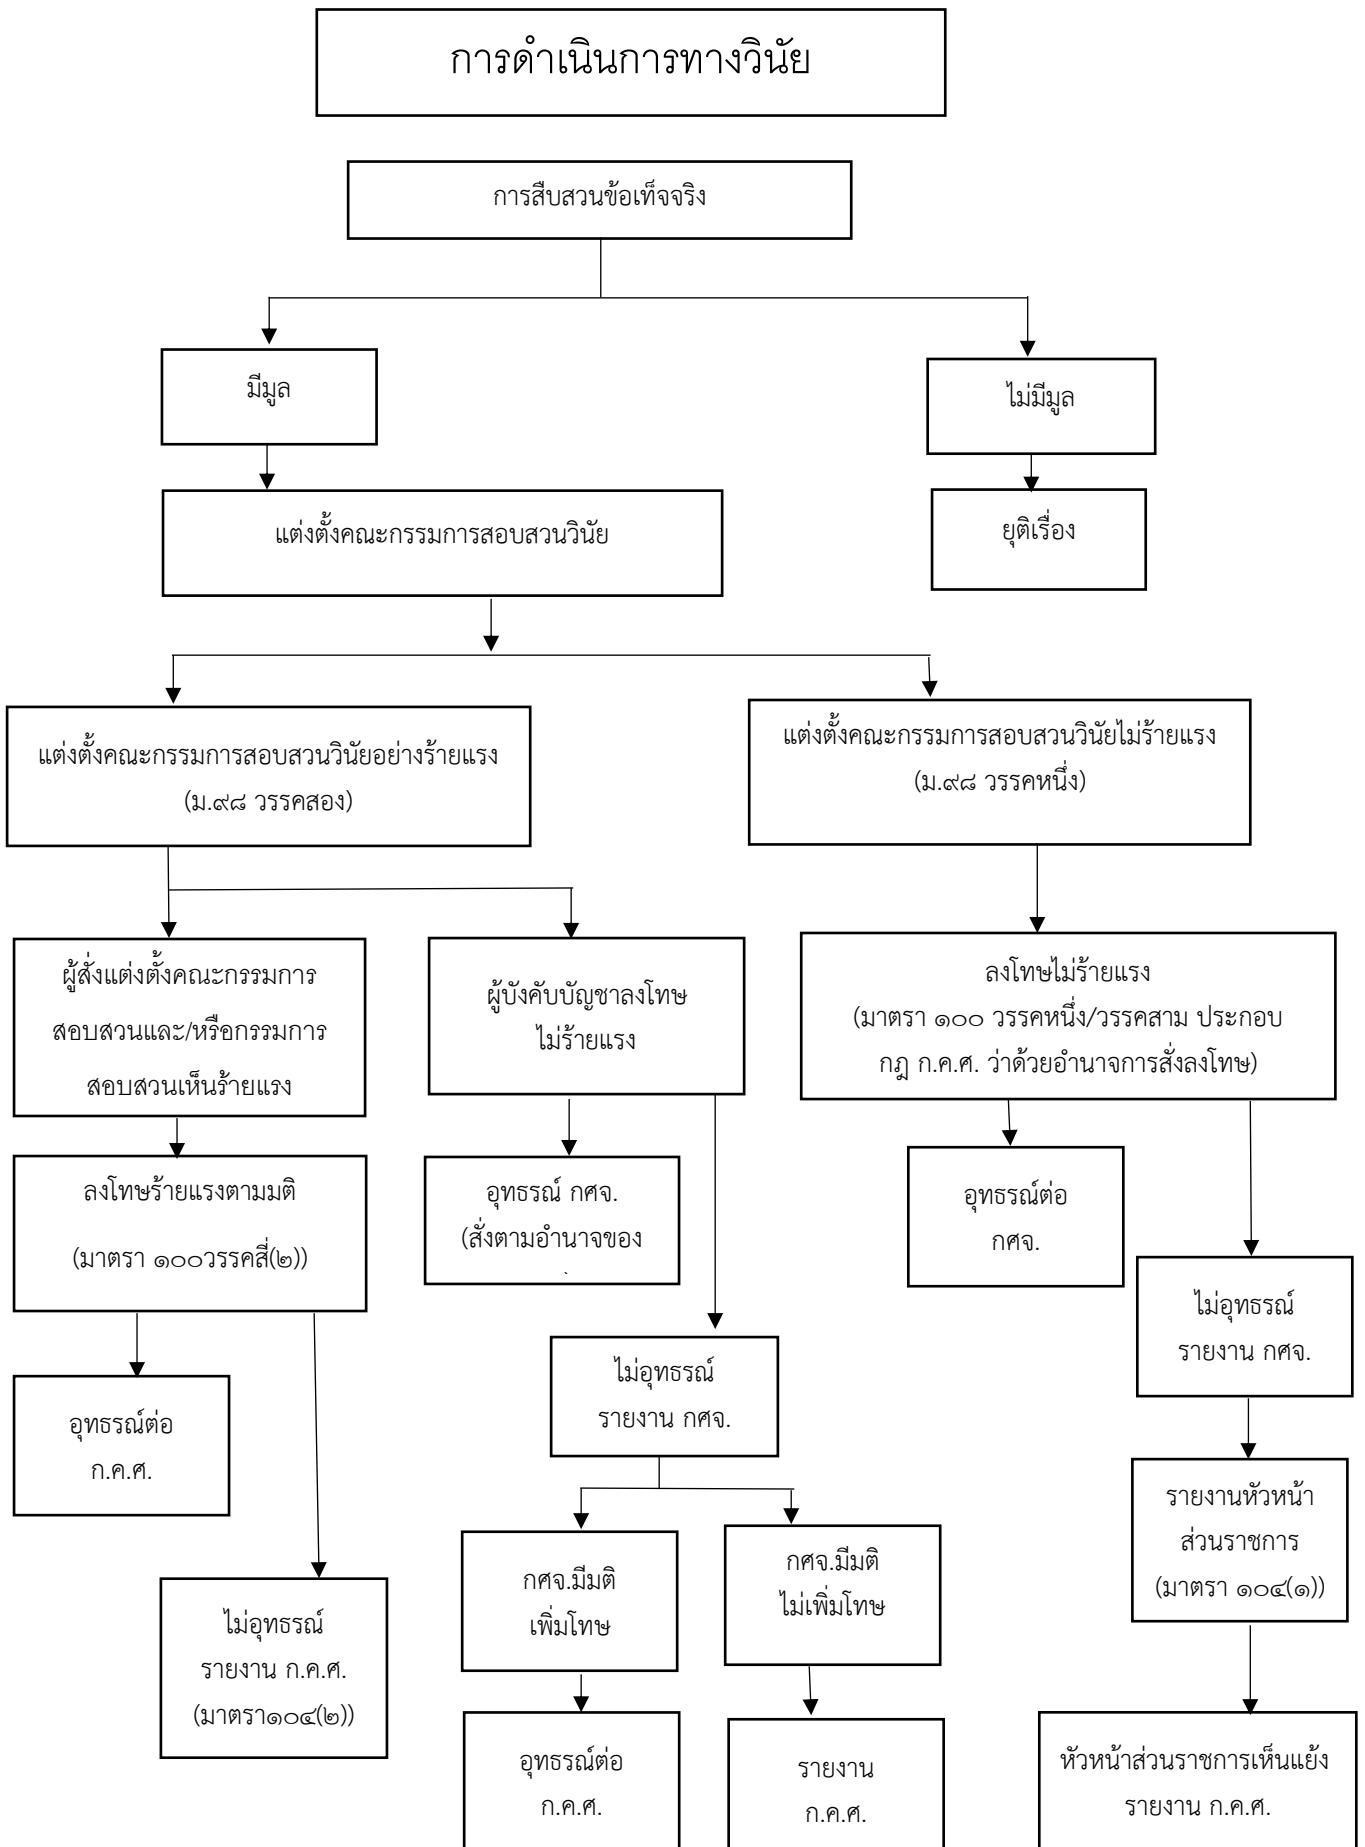 การดำเนินการทางวินัย
การสืบสวนข้อเท็จจริง
มีมูล
ไม่มีมูล
แต่งตั้งคณะกรรมการสอบสวนวินัย
ยุติเรื่อง
แต่งตั้งคณะกรรมการสอบสวนวินัยอย่างร้ายแรง
(ม.๙๘ วรรคสอง)
แต่งตั้งคณะกรรมการสอบสวนวินัยไม่ร้ายแรง
(ม.๙๘ วรรคหนึ่ง)
ผู้สั่งแต่งตั้งคณะกรรมการ
สอบสวนและ/หรือกรรมการ
สอบสวนเห็นร้ายแรง
ผู้บังคับบัญชาลงโทษ
ไม่ร้ายแรง
ลงโทษไม่ร้ายแรง
(มาตรา ๑๐๐ วรรคหนึ่ง/วรรคสาม ประกอบ
กฎ ก.ค.ศ. ว่าด้วยอำนาจการสั่งลงโทษ)
ลงโทษร้ายแรงตามมติ
(มาตรา ๑๐๐วรรคสี่(๒))
อุทธรณ์ กศจ.
(สั่งตามอำนาจของ
อุทธรณ์ต่อ
กศจ.
ไม่อุทธรณ์
รายงาน กศจ.
ไม่อุทธรณ์
รายงาน กศจ.
อุทธรณ์ต่อ
ก.ค.ศ.
รายงานหัวหน้า
ส่วนราชการ
(มาตรา ๑๐๔(๑))
กศจ.มีมติ
เพิ่มโทษ
กศจ.มีมติ
ไม่เพิ่มโทษ
ไม่อุทธรณ์
รายงาน ก.ค.ศ.
(มาตรา๑๐๔(๒))
อุทธรณ์ต่อ
ก.ค.ศ.
รายงาน
ก.ค.ศ.
หัวหน้าส่วนราชการเห็นแย้ง
รายงาน ก.ค.ศ.